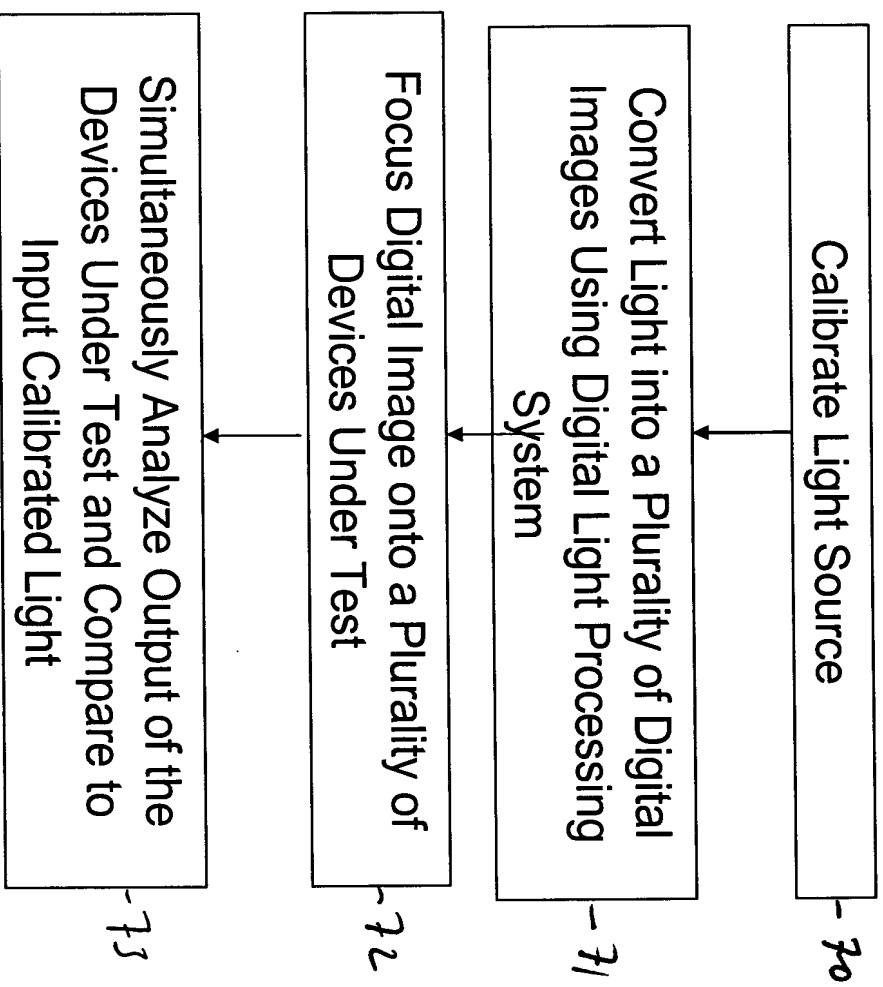 Calibrate Light Source
- 70
Convert Light into a Plurality of Digital
Images Using Digital Light Processing
System
- 71
Focus Digital Image onto a Plurality of
Devices Under Test
- 72
Simultaneously Analyze Output of the
Devices Under Test and Compare to
Input Calibrated Light
- 73